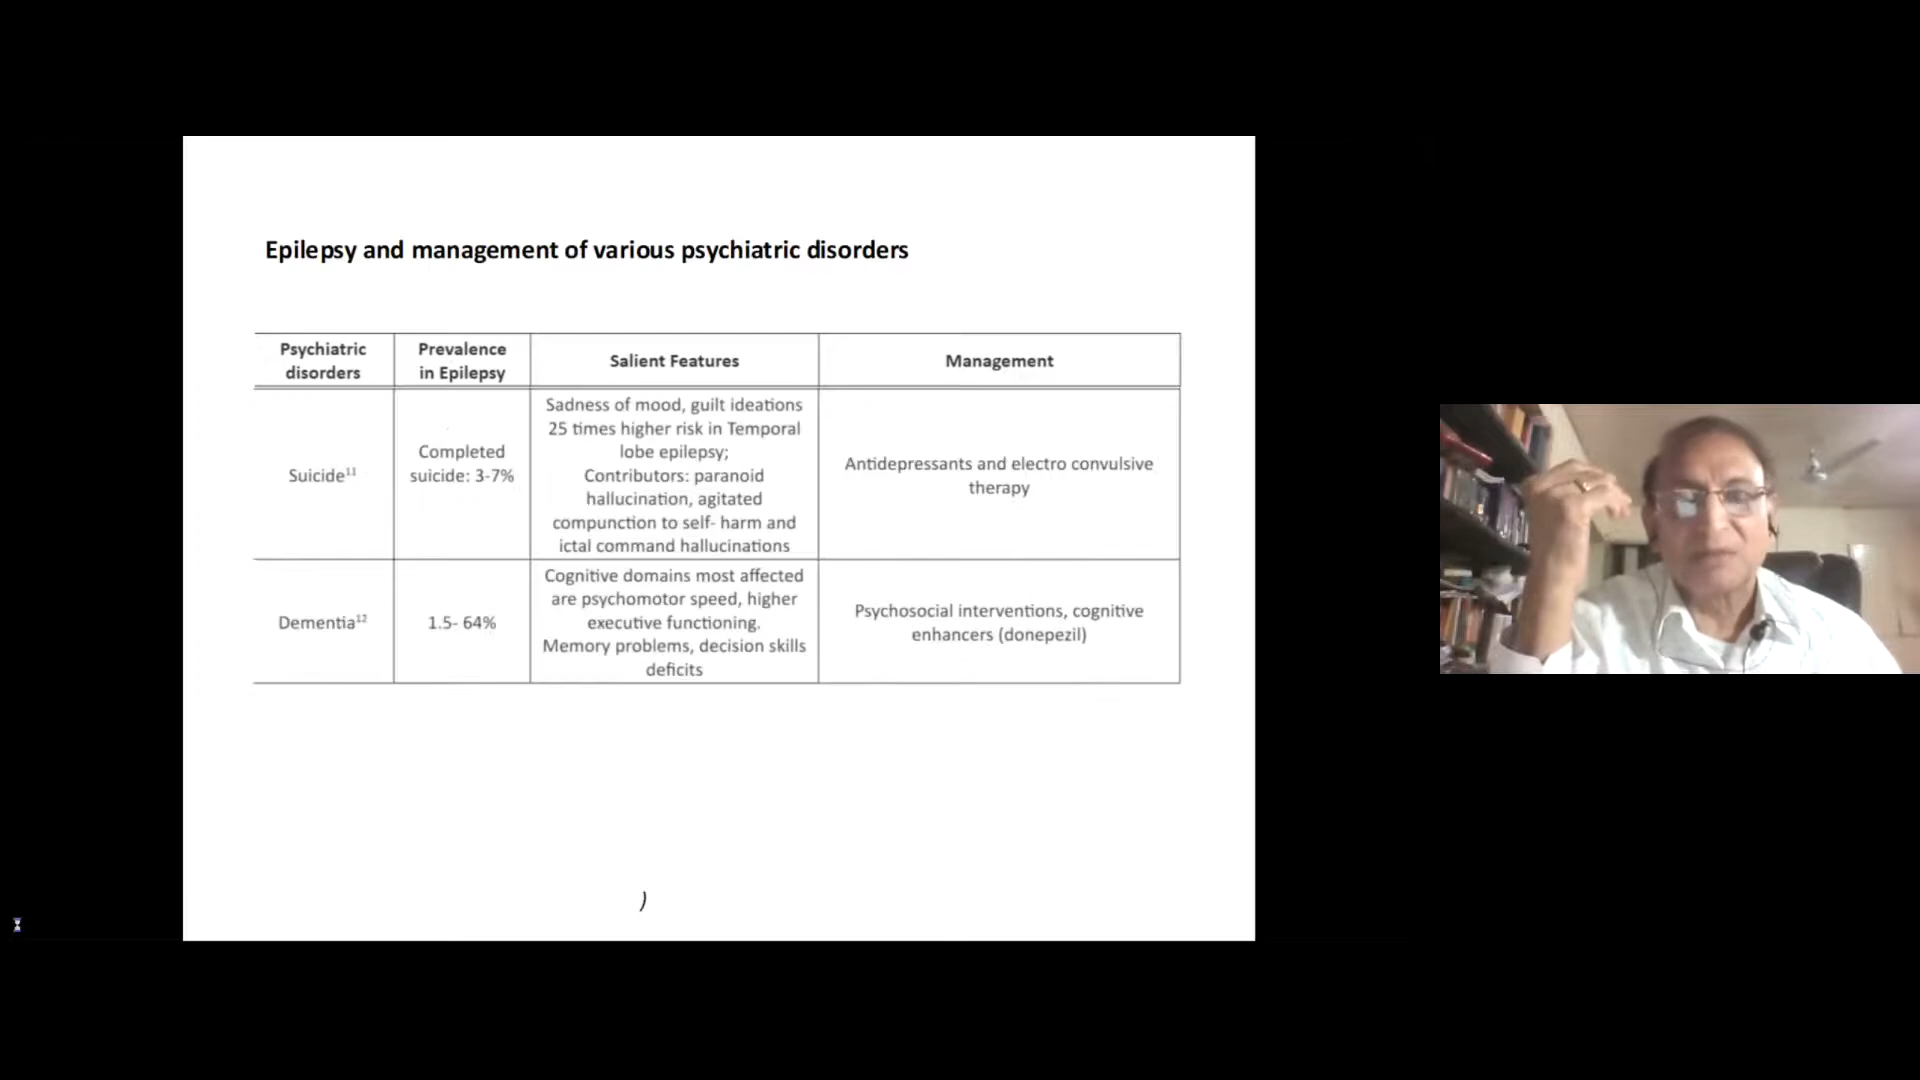 Epilepsy and management of various psychiatric disorders
Psychiatric
disorders
Prevalence
in Epilepsy
Salient Features
Management
Suicide¹¹
Completed
suicide: 3-7%
Sadness of mood, guilt ideations
25 times higher risk in Temporal
lobe epilepsy;
Contributors: paranoid
hallucination, agitated
compunction to self- harm and
ictal command hallucinations
Antidepressants and electro convulsive
therapy
Dementia¹²
1.5- 64%
Cognitive domains most affected
are psychomotor speed, higher
executive functioning.
Memory problems, decision skills
deficits
Psychosocial interventions, cognitive
enhancers (donepezil)
)